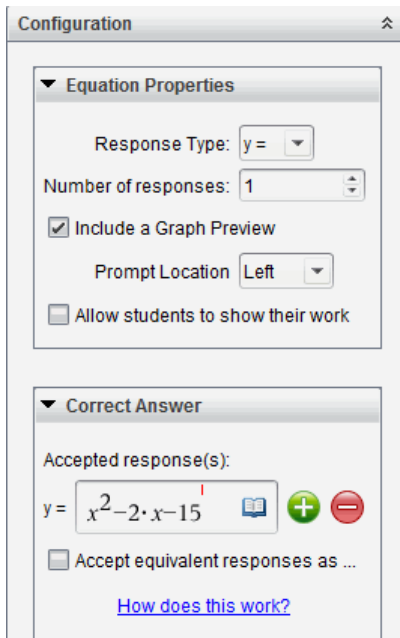 Configuration
Equation Properties
Response Type: y =
Number of responses: 1
Include a Graph Preview
Prompt Location Left
Allow students to show their work
Correct Answer
Accepted response(s):
y = x²−2·x−15
Accept equivalent responses as ...
How does this work?